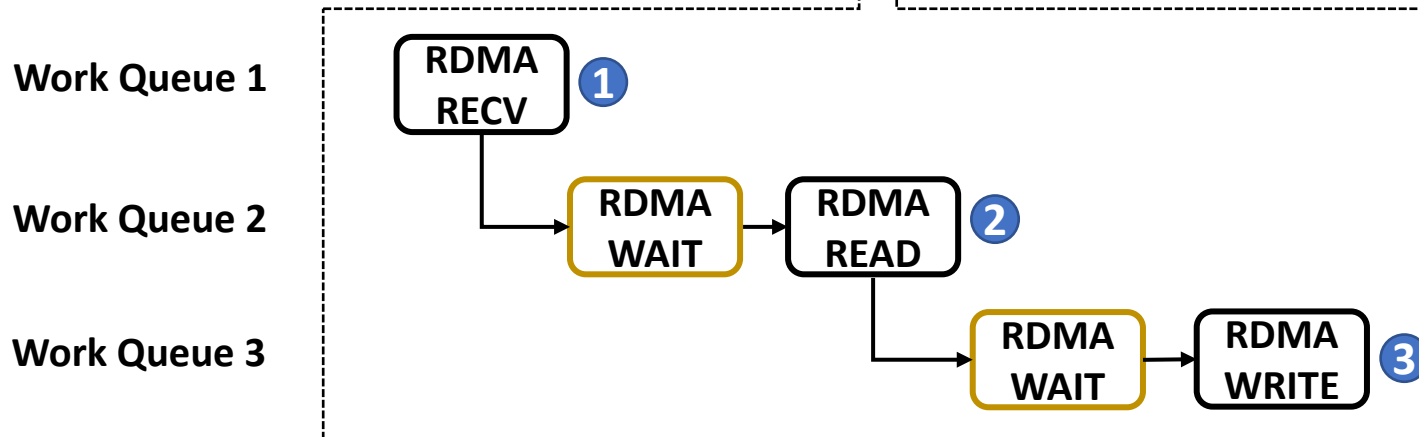 Work Queue 1
RDMA
RECV
1
Work Queue 2
RDMA
WAIT
RDMA
READ
2
Work Queue 3
RDMA
WAIT
RDMA
WRITE
3